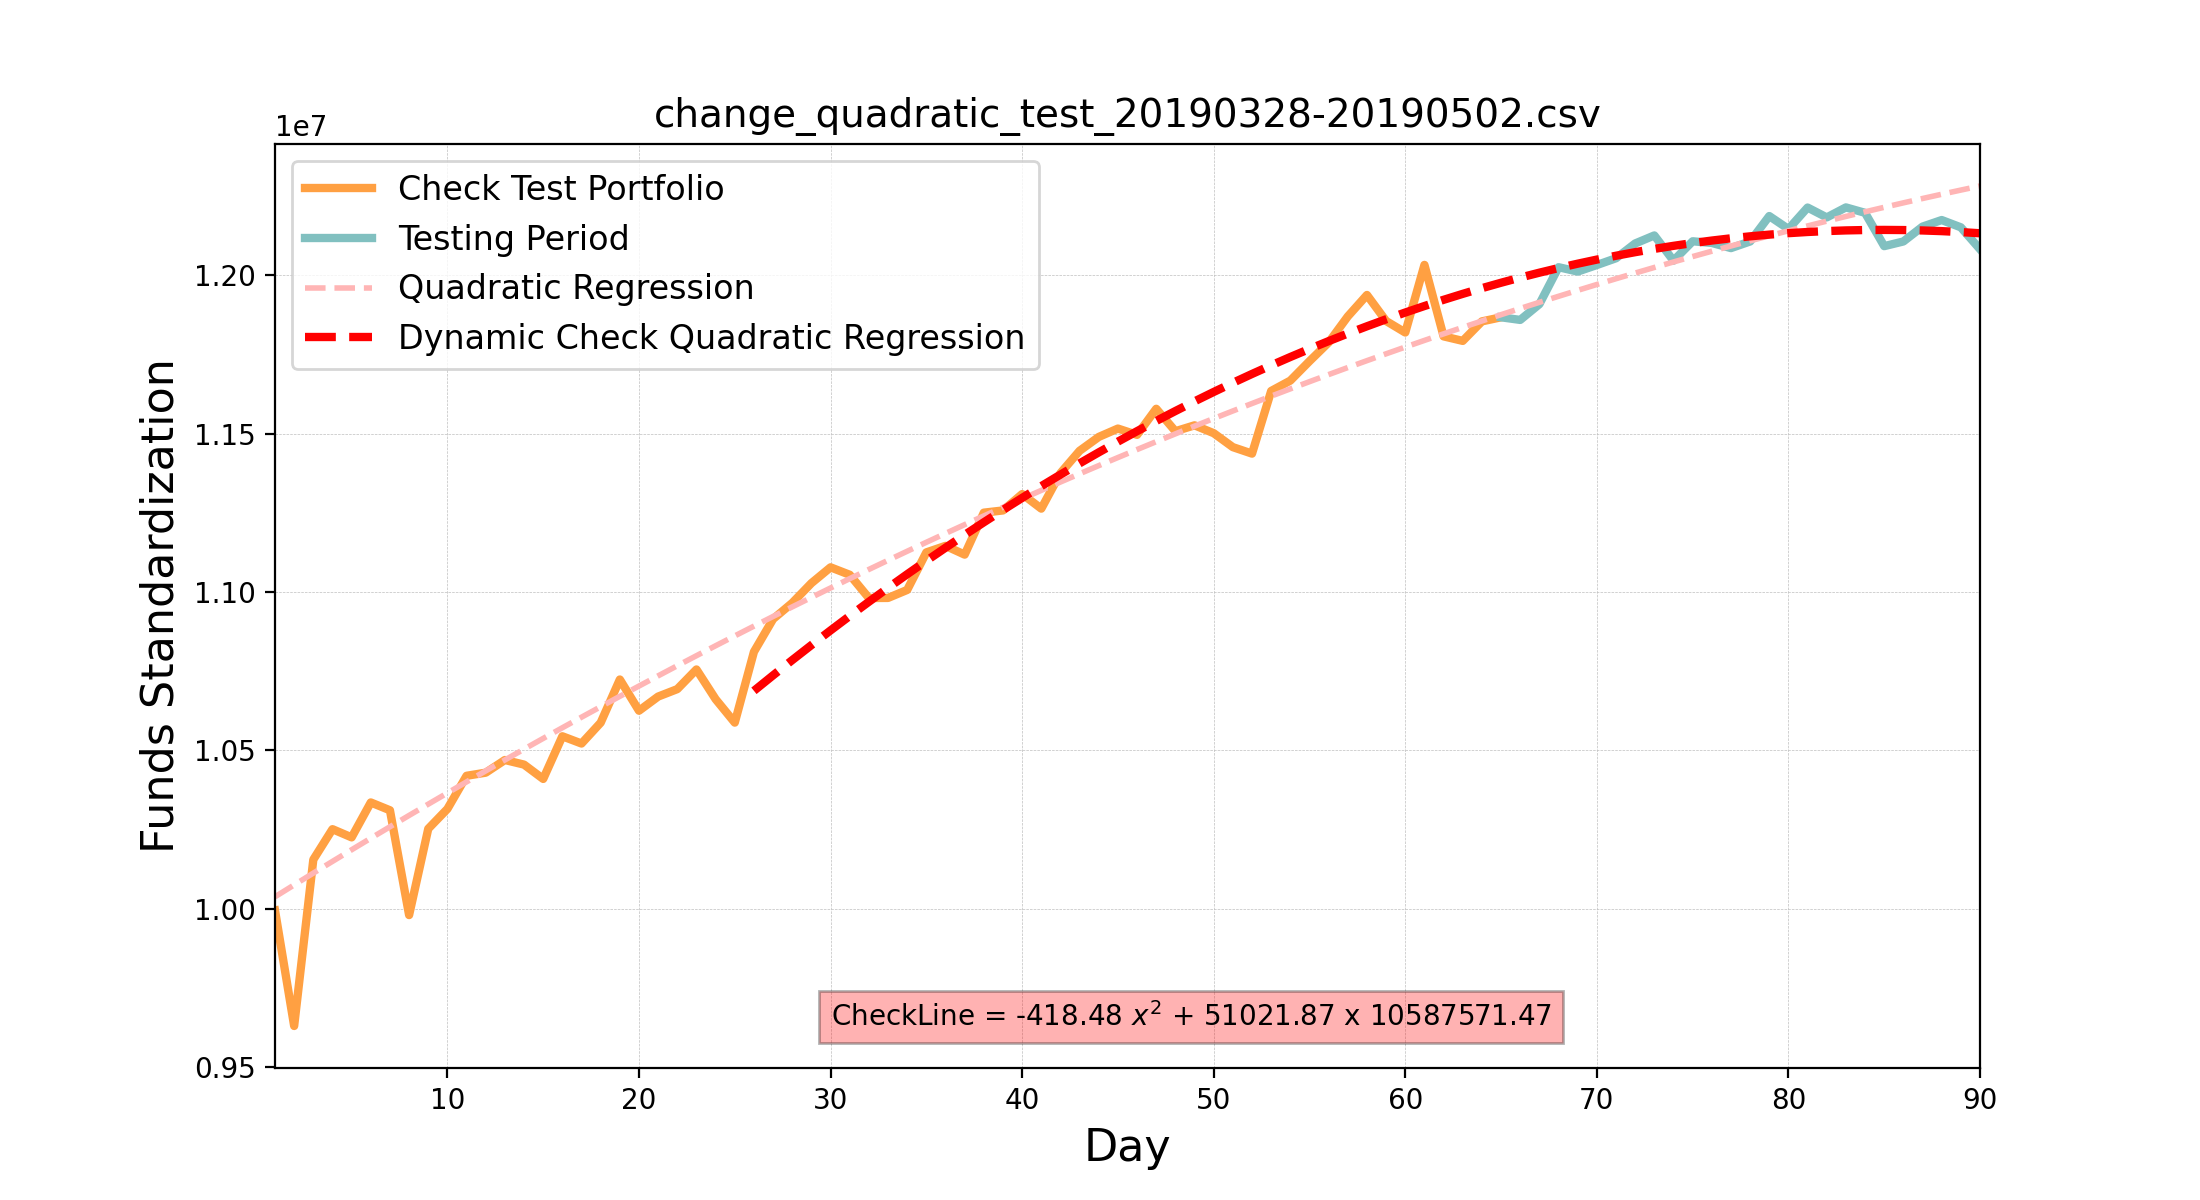 change_quadratic_test_20190328-20190502.csv
1e7
Check Test Portfolio
Testing Period
Quadratic Regression
Dynamic Check Quadratic Regression
Funds Standardization
1.20
1.15
1.10
1.05
1.00
0.95
CheckLine = -418.48 x² + 51021.87 x 10587571.47
10 20 30 40 50 60 70 80 90
Day